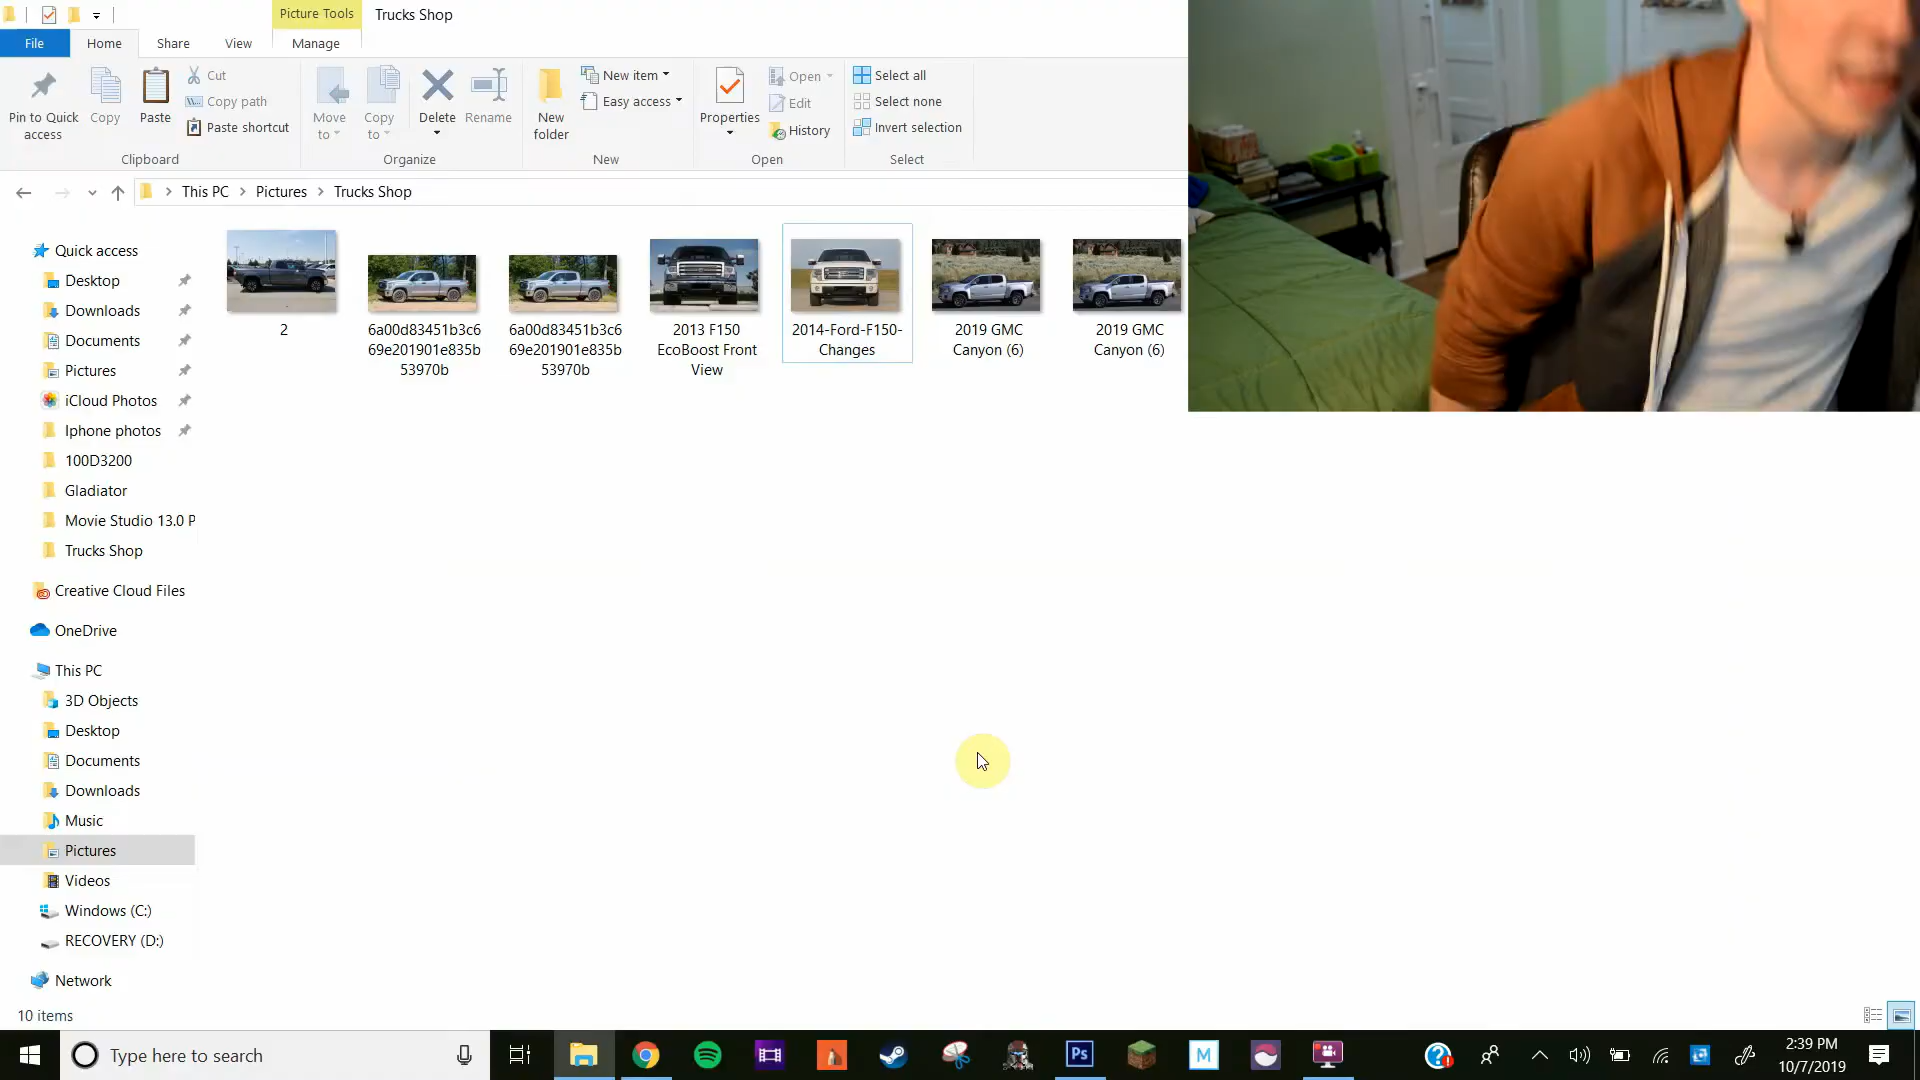 Picture Tools
Trucks Shop
File
Home
Share
View
Manage
Pin to Quick access
Copy
Paste
Cut
Copy path
Paste shortcut
Clipboard
Move to
Copy to
Delete
Rename
Organize
New folder
New item
Easy access
New
Properties
Open
Edit
History
Open
Select all
Select none
Invert selection
Select
This PC
Pictures
Trucks Shop
Quick access
Desktop
Downloads
Documents
Pictures
iCloud Photos
Iphone photos
100D3200
Gladiator
Movie Studio 13.0 P
Trucks Shop
Creative Cloud Files
OneDrive
This PC
3D Objects
Desktop
Documents
Downloads
Music
Pictures
Videos
Windows (C:)
RECOVERY (D:)
Network
2
6a00d83451b3c6
69e201901e835b
53970b
6a00d83451b3c6
69e201901e835b
53970b
2013 F150
EcoBoost Front
View
2014-Ford-F150-
Changes
2019 GMC
Canyon (6)
2019 GMC
Canyon (6)
10 items
Type here to search
Ps
M
2:39 PM
10/7/2019